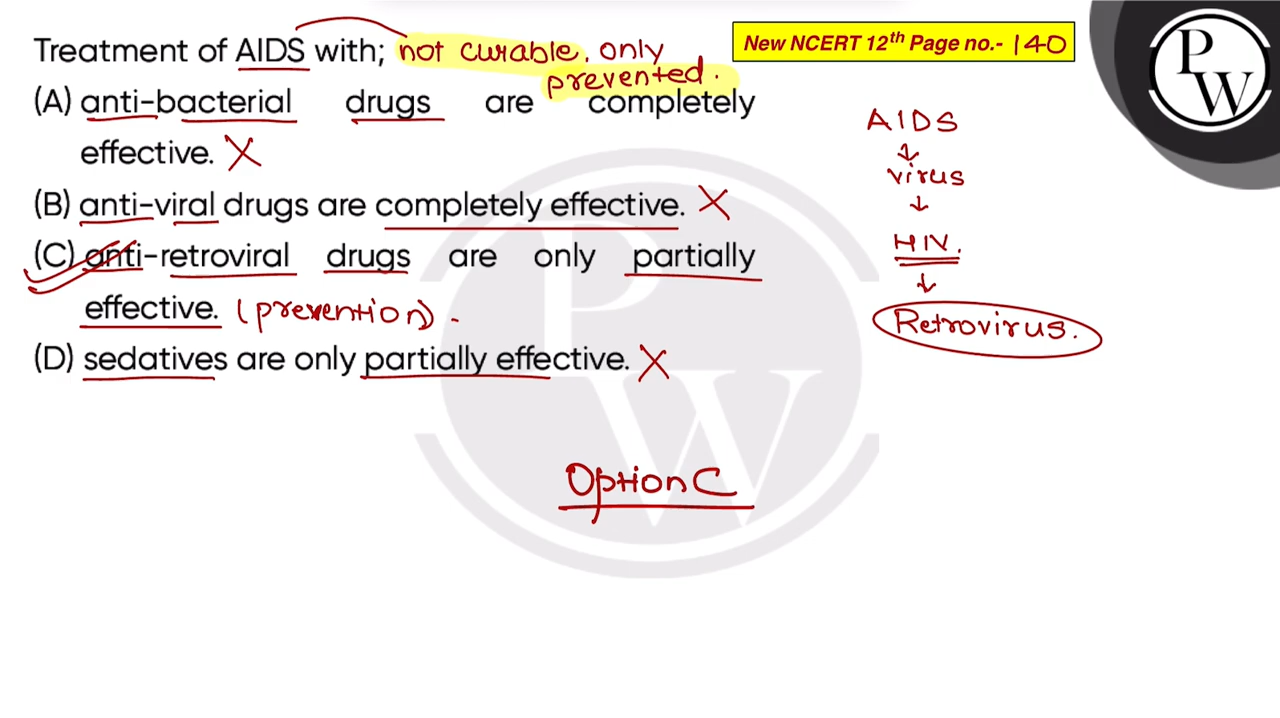 Treatment of AIDS with; not curable, only
prevented.
(A) anti-bacterial drugs are completely
effective. X
(B) anti-viral drugs are completely effective. X
(C) anti-retroviral drugs are only partially
effective. (prevention).
(D) sedatives are only partially effective. X
Option C
New NCERT 12th Page no.- 140
AIDS
↓
virus
↓
HIV.
↓
Retrovirus.
P
W
P
W